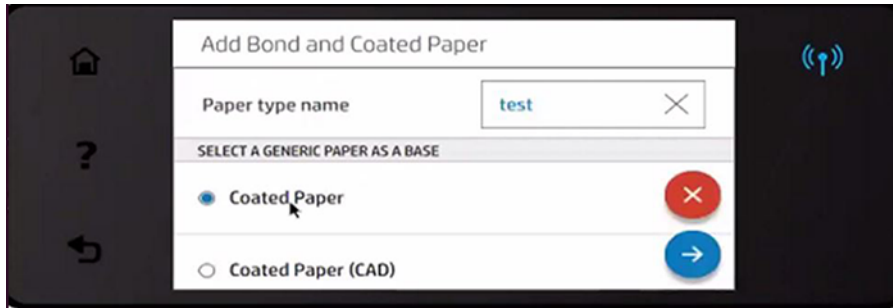 Add Bond and Coated Paper
Paper type name
test
SELECT A GENERIC PAPER AS A BASE
Coated Paper
Coated Paper (CAD)
?